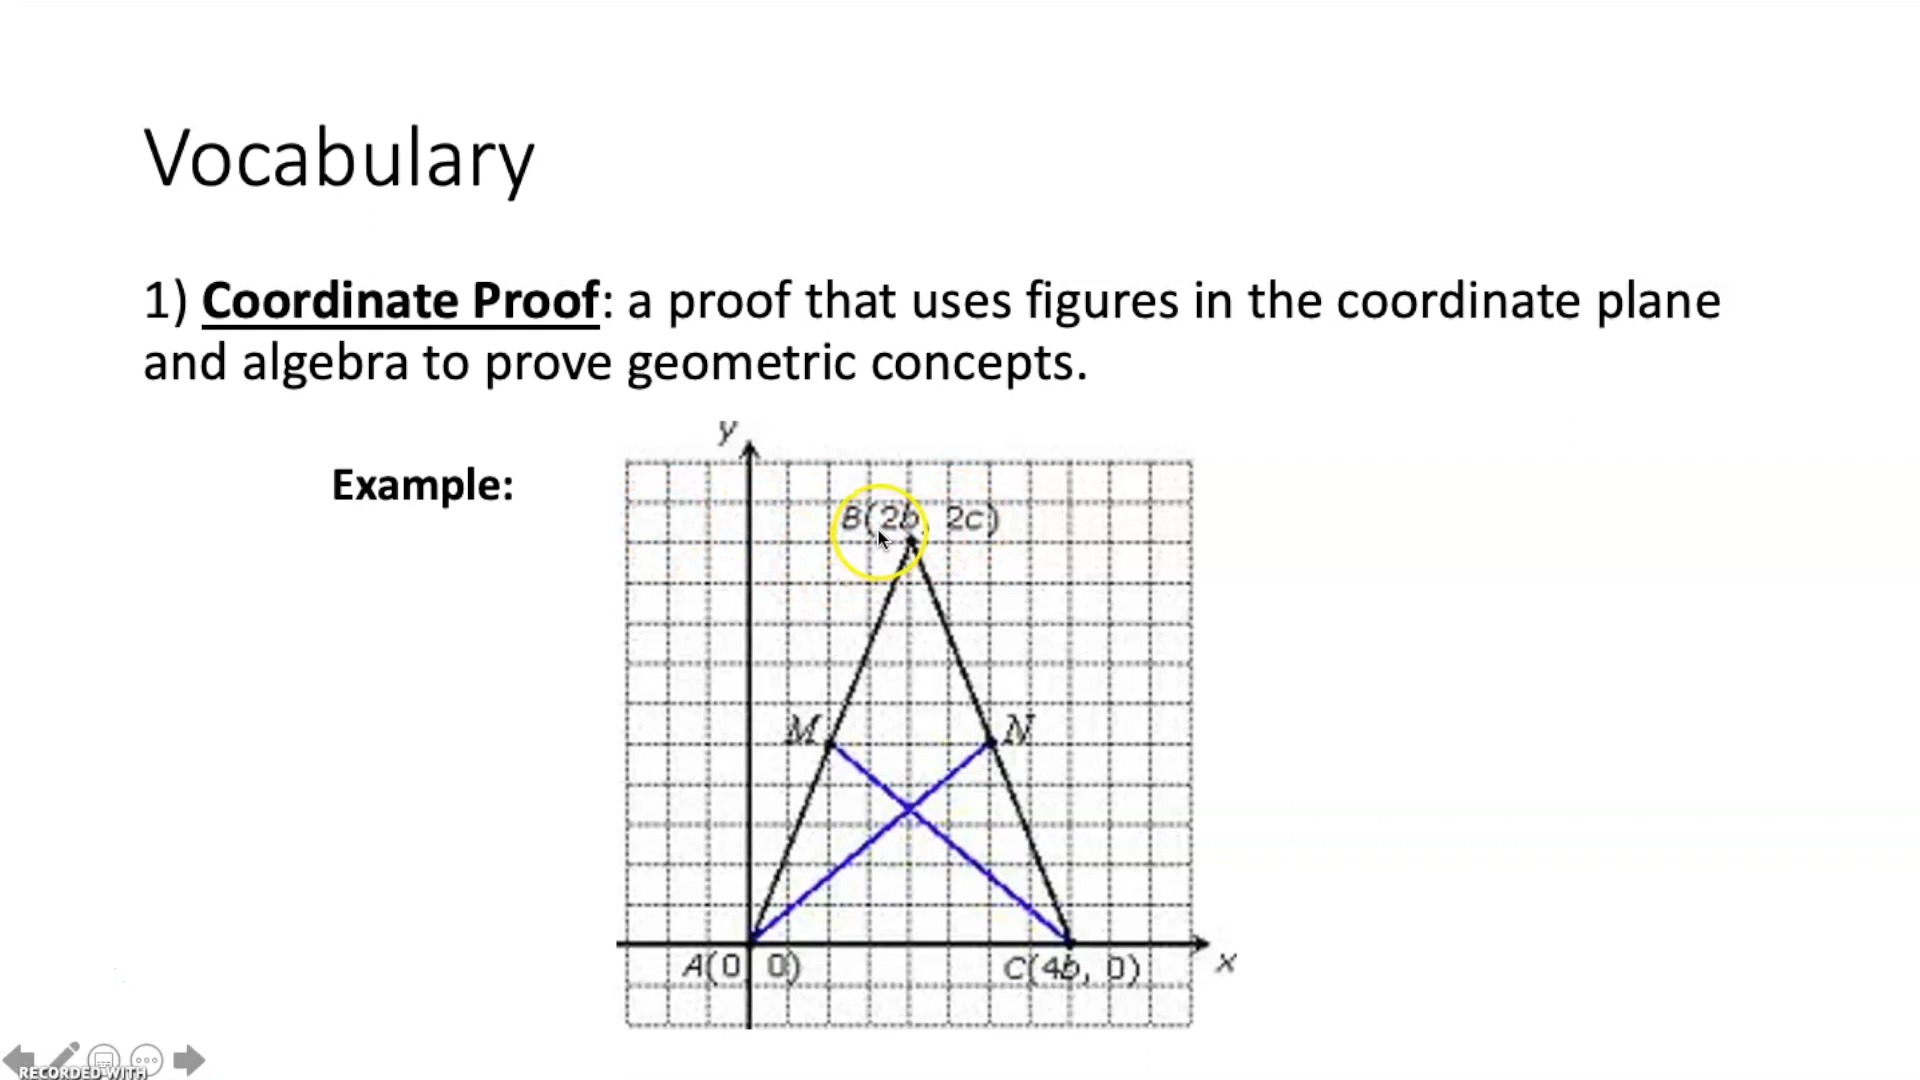 Vocabulary
1) Coordinate Proof: a proof that uses figures in the coordinate plane
and algebra to prove geometric concepts.
Example:
y
B(2b, 2c)
M
N
A(0, 0)
C(4b, 0)
x
RECORDED WITH